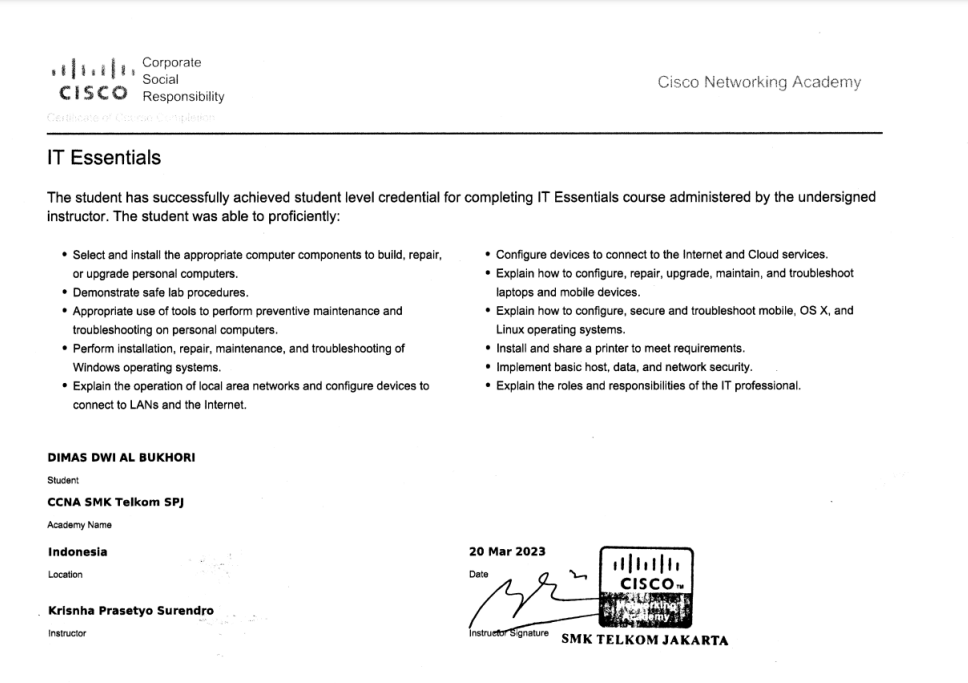 Corporate
Social
CISCO Responsibility
Cisco Networking Academy
Certificate of Course Completion
IT Essentials
The student has successfully achieved student level credential for completing IT Essentials course administered by the undersigned
instructor. The student was able to proficiently:
• Select and install the appropriate computer components to build, repair,
or upgrade personal computers.
• Demonstrate safe lab procedures.
• Appropriate use of tools to perform preventive maintenance and
troubleshooting on personal computers.
• Perform installation, repair, maintenance, and troubleshooting of
Windows operating systems.
• Explain the operation of local area networks and configure devices to
connect to LANs and the Internet.
• Configure devices to connect to the Internet and Cloud services.
• Explain how to configure, repair, upgrade, maintain, and troubleshoot
laptops and mobile devices.
• Explain how to configure, secure and troubleshoot mobile, OS X, and
Linux operating systems.
• Install and share a printer to meet requirements.
• Implement basic host, data, and network security.
• Explain the roles and responsibilities of the IT professional.
DIMAS DWI AL BUKHORI
Student
CCNA SMK Telkom SPJ
Academy Name
Indonesia
Location
Krisnha Prasetyo Surendro
Instructor
20 Mar 2023
Date
Instructor Signature
CISCO™
Networking
Academy
SMK TELKOM JAKARTA